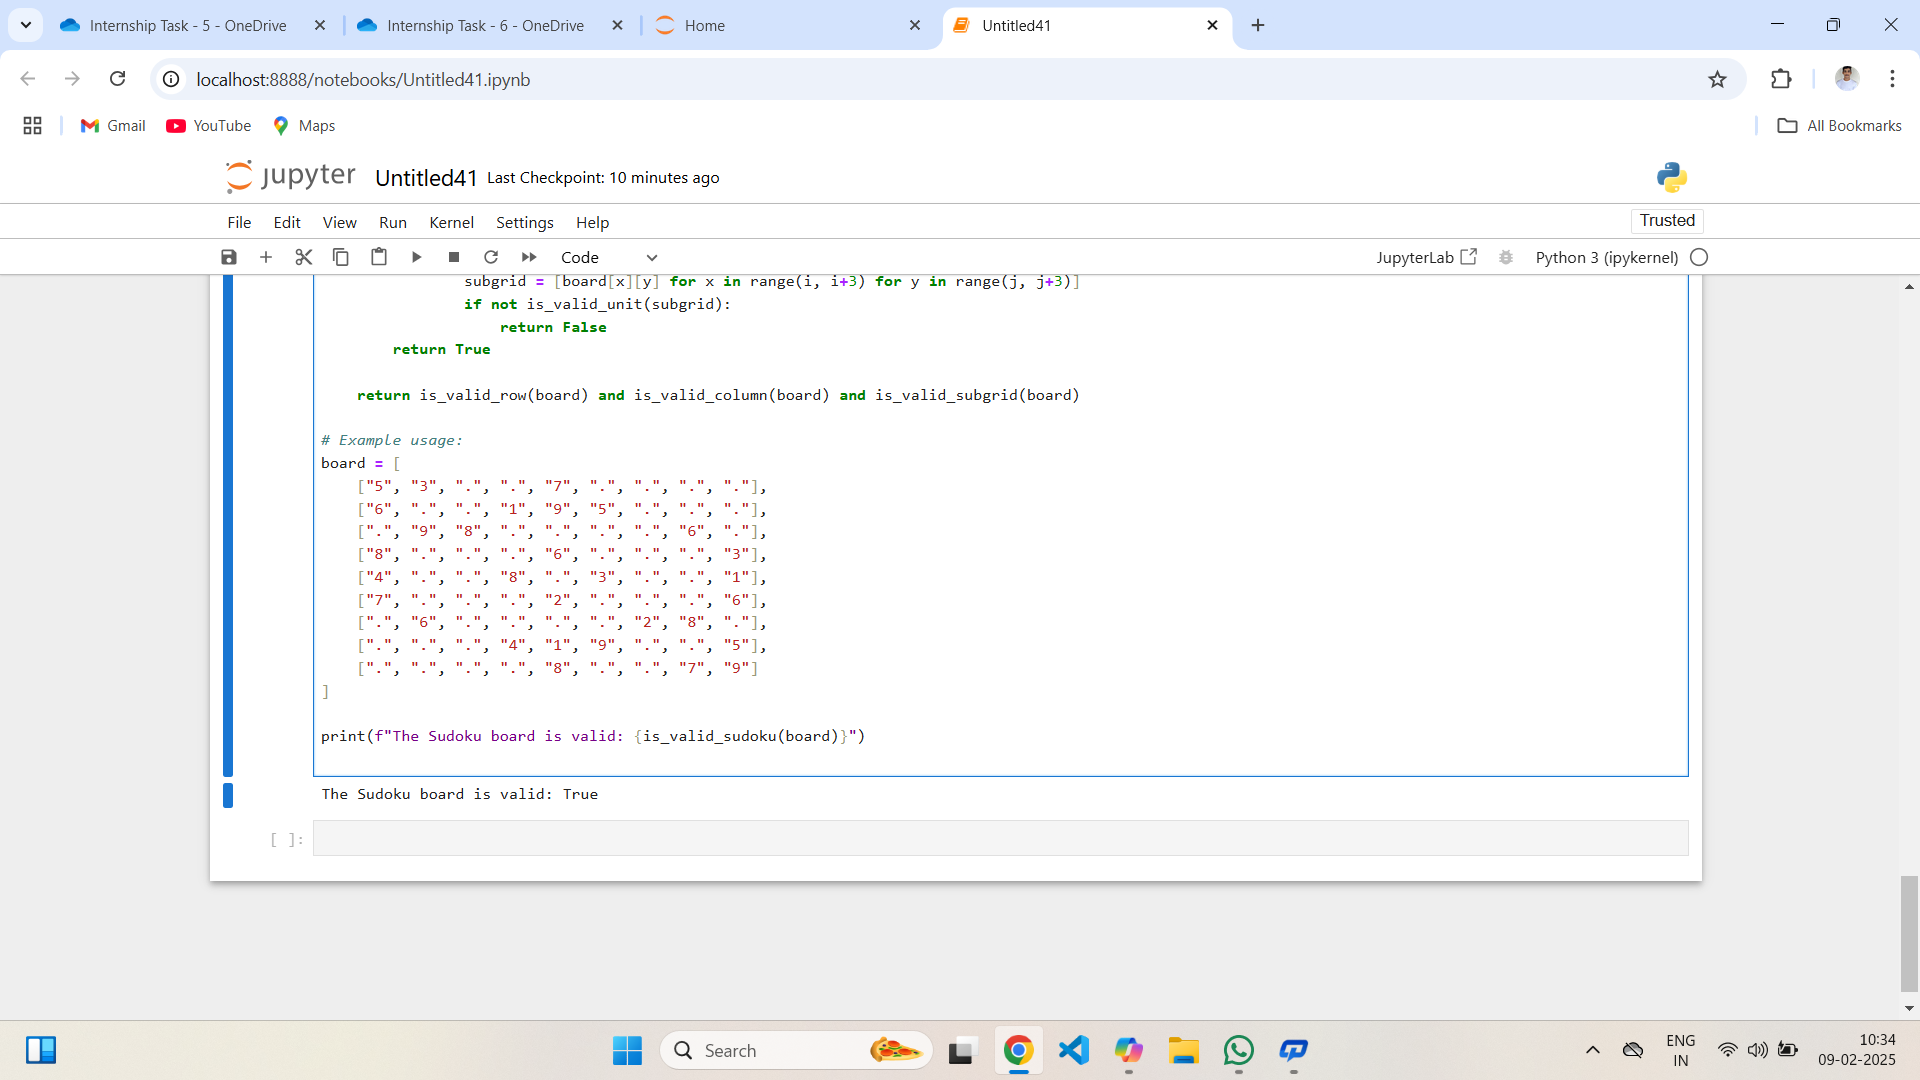 Internship Task - 5 - OneDrive
Internship Task - 6 - OneDrive
Home
Untitled41
localhost:8888/notebooks/Untitled41.ipynb
Gmail
YouTube
Maps
All Bookmarks
jupyter Untitled41 Last Checkpoint: 10 minutes ago
File Edit View Run Kernel Settings Help
Trusted
Code
JupyterLab
Python 3 (ipykernel)
            subgrid = [board[x][y] for x in range(i, i+3) for y in range(j, j+3)]
                if not is_valid_unit(subgrid):
                    return False
        return True
    return is_valid_row(board) and is_valid_column(board) and is_valid_subgrid(board)
# Example usage:
board = [
    ["5", "3", ".", ".", "7", ".", ".", ".", "."],
    ["6", ".", ".", "1", "9", "5", ".", ".", "."],
    [".", "9", "8", ".", ".", ".", ".", "6", "."],
    ["8", ".", ".", ".", "6", ".", ".", ".", "3"],
    ["4", ".", ".", "8", ".", "3", ".", ".", "1"],
    ["7", ".", ".", ".", "2", ".", ".", ".", "6"],
    [".", "6", ".", ".", ".", ".", "2", "8", "."],
    [".", ".", ".", "4", "1", "9", ".", ".", "5"],
    [".", ".", ".", ".", "8", ".", ".", "7", "9"]
]
print(f"The Sudoku board is valid: {is_valid_sudoku(board)}")
The Sudoku board is valid: True
[ ]:
Search
ENG
IN
10:34
09-02-2025